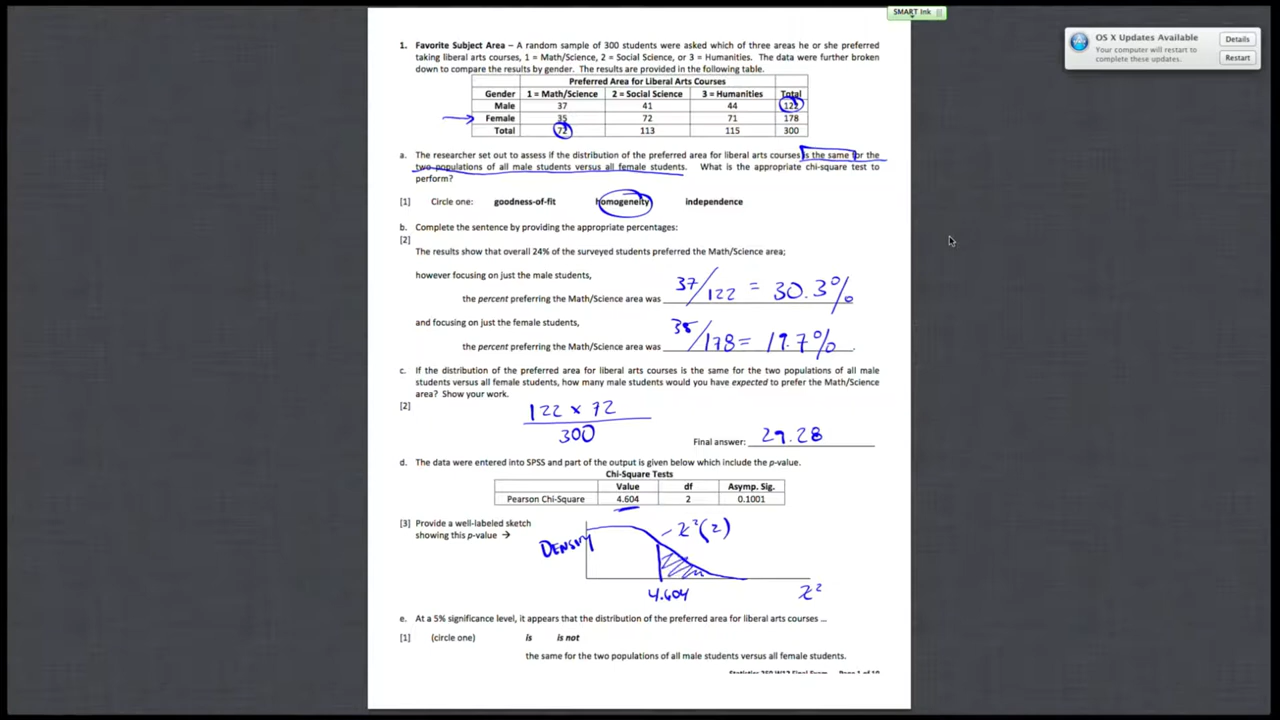 SMART Ink
OS X Updates Available
Your computer will restart to
complete these updates.
Details
Restart
1. Favorite Subject Area – A random sample of 300 students were asked which of three areas he or she preferred
taking liberal arts courses, 1 = Math/Science, 2 = Social Science, or 3 = Humanities. The data were further broken
down to compare the results by gender. The results are provided in the following table.
Preferred Area for Liberal Arts Courses
Gender 1 = Math/Science 2 = Social Science 3 = Humanities Total
Male 37 41 44 122
Female 35 72 71 178
Total 72 113 115 300
a. The researcher set out to assess if the distribution of the preferred area for liberal arts courses is the same for the
two populations of all male students versus all female students. What is the appropriate chi-square test to
perform?
[1] Circle one: goodness-of-fit homogeneity independence
b. Complete the sentence by providing the appropriate percentages:
[2]
The results show that overall 24% of the surveyed students preferred the Math/Science area;
however focusing on just the male students,
the percent preferring the Math/Science area was 37/122 = 30.3%
and focusing on just the female students,
the percent preferring the Math/Science area was 35/178 = 19.7% .
c. If the distribution of the preferred area for liberal arts courses is the same for the two populations of all male
students versus all female students, how many male students would you have expected to prefer the Math/Science
area? Show your work.
[2]
122 × 72
300
Final answer: 29.28
d. The data were entered into SPSS and part of the output is given below which include the p-value.
Chi-Square Tests
Value df Asymp. Sig.
Pearson Chi-Square 4.604 2 0.1001
[3] Provide a well-labeled sketch
showing this p-value →
DENSITY
χ²(2)
4.604
χ²
e. At a 5% significance level, it appears that the distribution of the preferred area for liberal arts courses ...
[1] (circle one) is is not
the same for the two populations of all male students versus all female students.
Statistics 250 W12 Final Exam Page 1 of 10